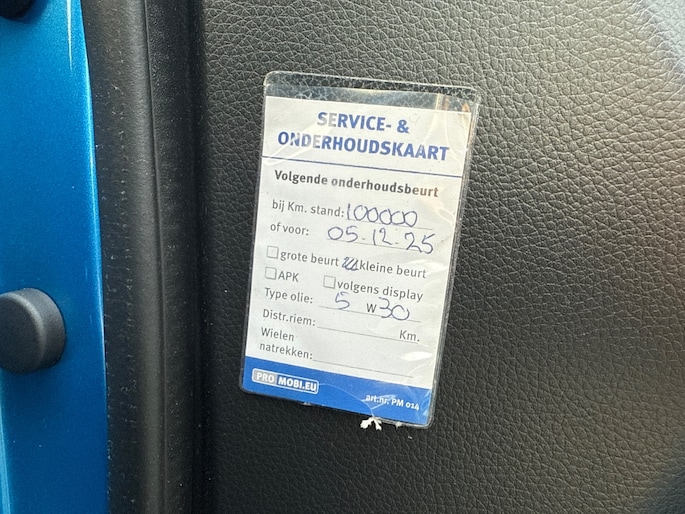 SERVICE- &
ONDERHOUDSKAART
Volgende onderhoudsbeurt
bij Km. stand: 100000
of voor: 05-12-25
☐ grote beurt ☒ kleine beurt
☐ APK ☐ volgens display
Type olie: 5 W 30
Distr.riem: Km.
Wielen
natrekken:
PRO MOBI.EU art.nr. PM 014